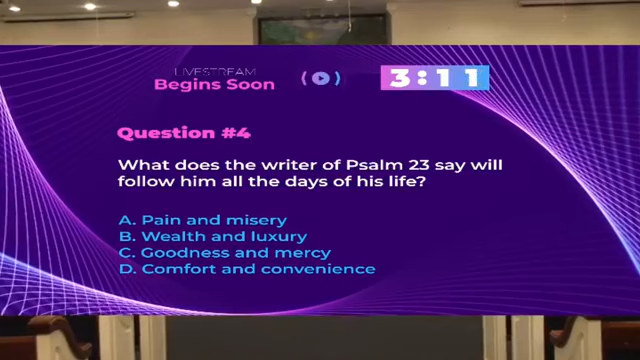 LIVESTREAM
Begins Soon
3:11
Question #4
What does the writer of Psalm 23 say will
follow him all the days of his life?
A. Pain and misery
B. Wealth and luxury
C. Goodness and mercy
D. Comfort and convenience